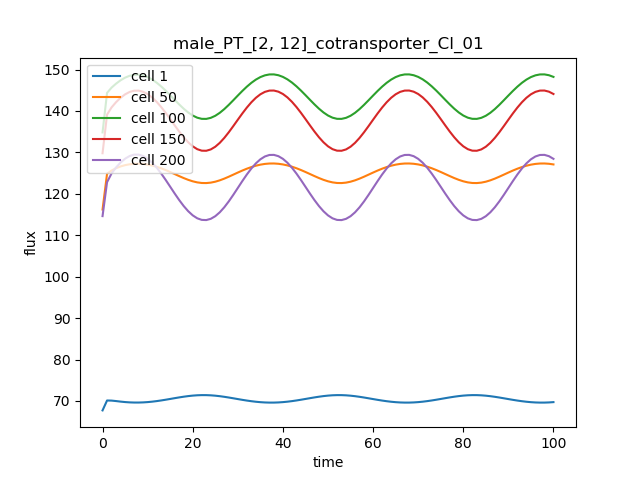 male_PT_[2, 12]_cotransporter_Cl_01
flux
150
140
130
120
110
100
90
80
70
cell 1
cell 50
cell 100
cell 150
cell 200
0
20
40
60
80
100
time